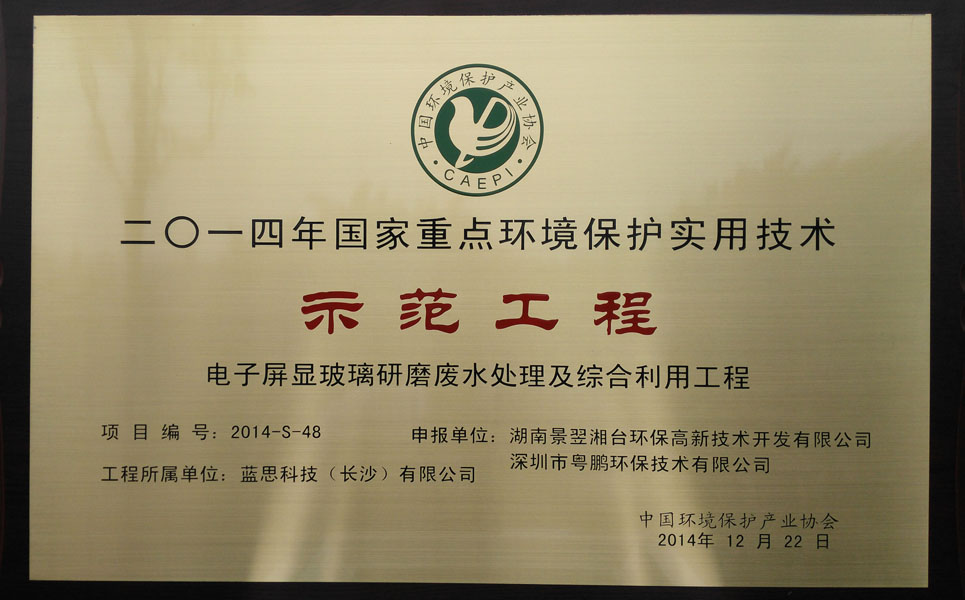 中国环境保护产业协会
CAEPI
二〇一四年国家重点环境保护实用技术
示范工程
电子屏显玻璃研磨废水处理及综合利用工程
项目编号：2014-S-48
申报单位：湖南景翌湘台环保高新技术开发有限公司
深圳市粤鹏环保技术有限公司
工程所属单位：蓝思科技（长沙）有限公司
中国环境保护产业协会
2014年 12 月 22 日